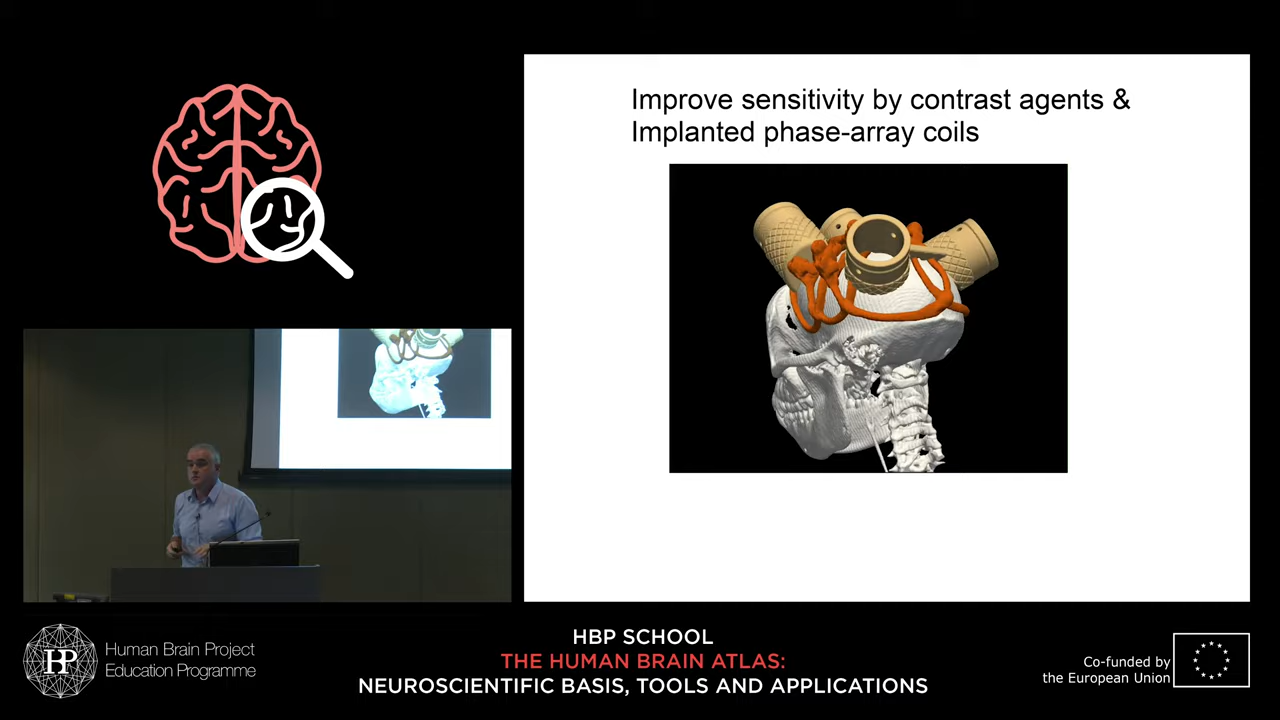 Improve sensitivity by contrast agents &
Implanted phase-array coils
HP
Human Brain Project
Education Programme
HBP SCHOOL
THE HUMAN BRAIN ATLAS:
NEUROSCIENTIFIC BASIS, TOOLS AND APPLICATIONS
Co-funded by
the European Union